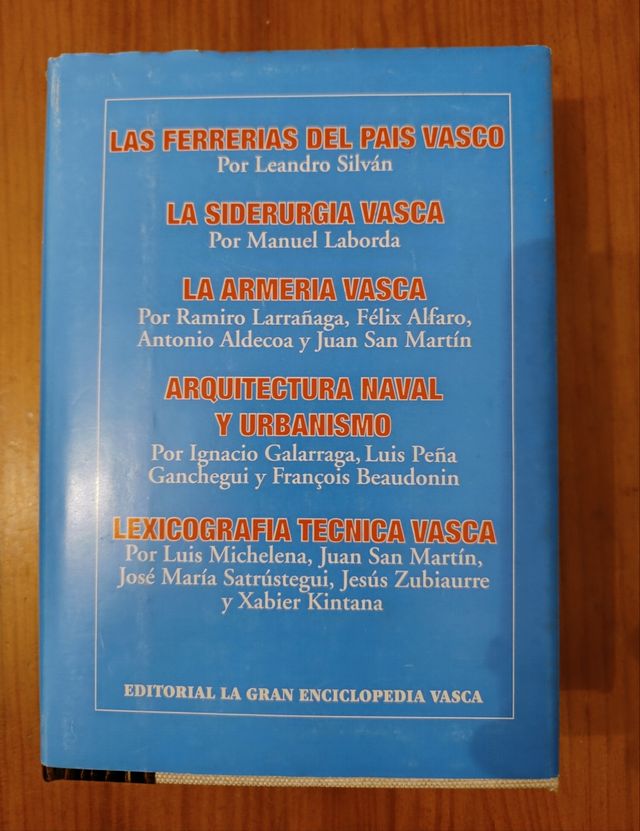 LAS FERRERIAS DEL PAIS VASCO
Por Leandro Silván
LA SIDERURGIA VASCA
Por Manuel Laborda
LA ARMERIA VASCA
Por Ramiro Larrañaga, Félix Alfaro,
Antonio Aldecoa y Juan San Martín
ARQUITECTURA NAVAL
Y URBANISMO
Por Ignacio Galarraga, Luis Peña
Ganchegui y François Beaudonin
LEXICOGRAFIA TECNICA VASCA
Por Luis Michelena, Juan San Martín,
José María Satrústegui, Jesús Zubiaurre
y Xabier Kintana
EDITORIAL LA GRAN ENCICLOPEDIA VASCA